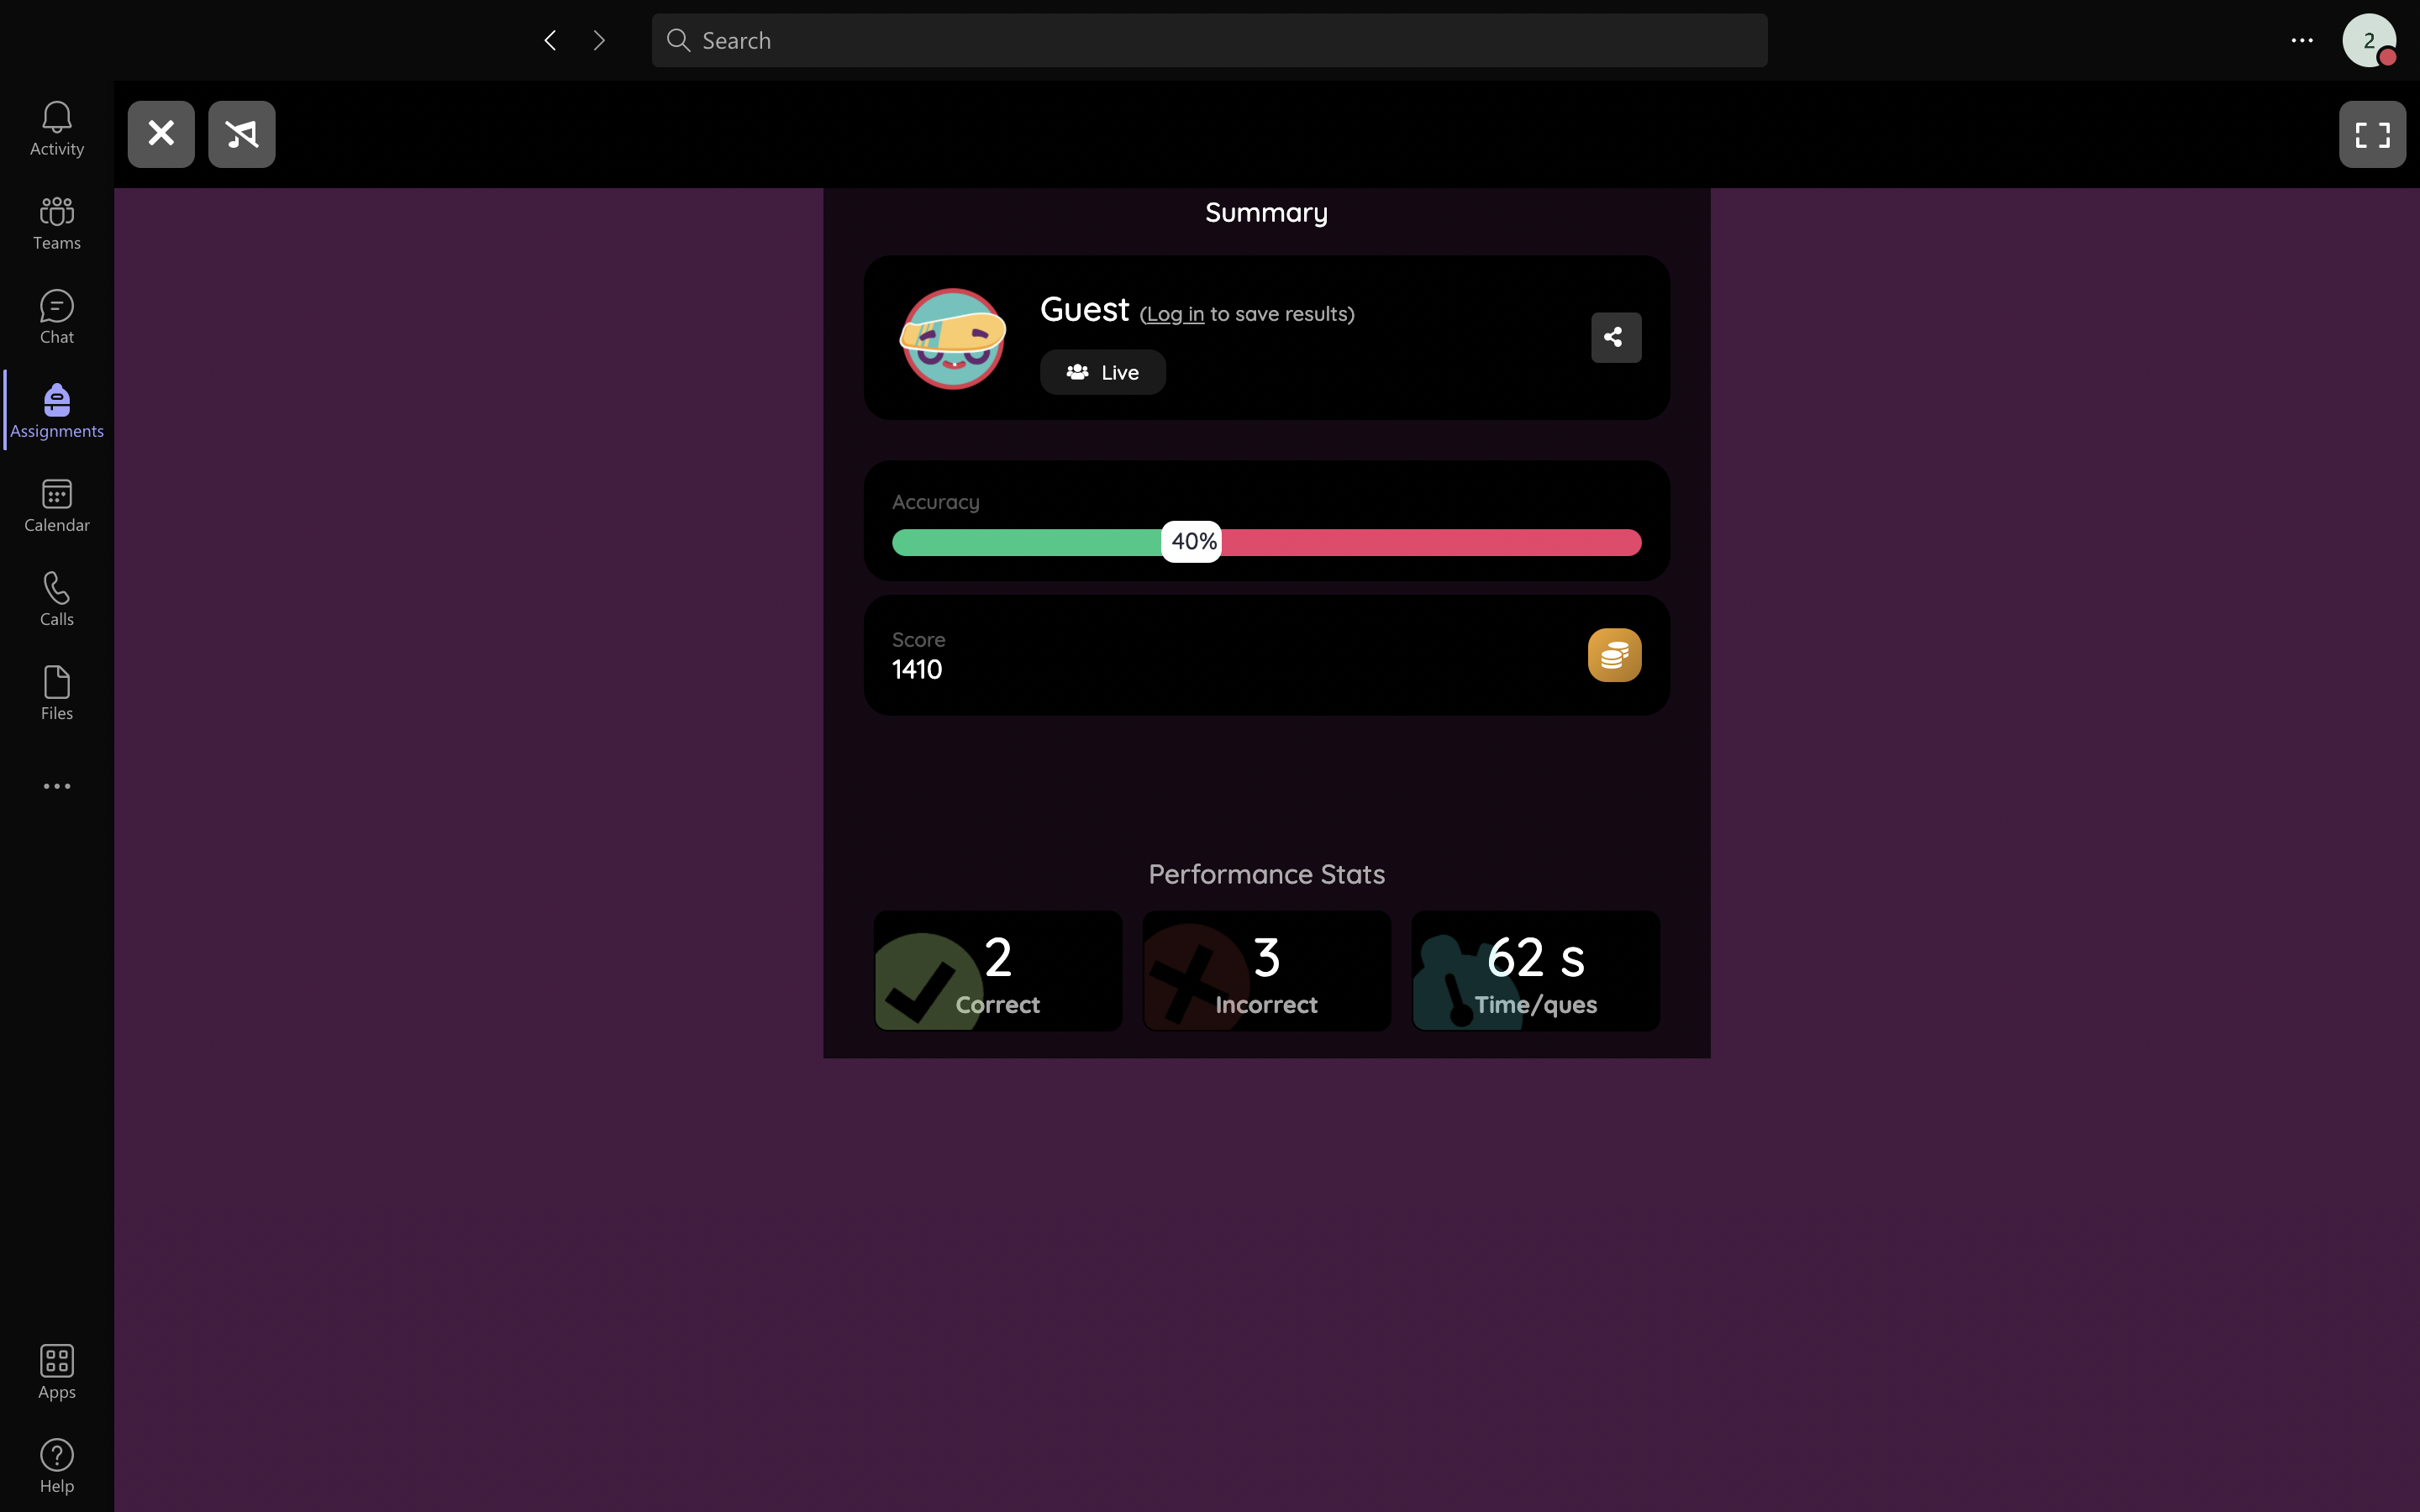 Search
2
Activity
Teams
Chat
Assignments
Calendar
Calls
Files
Apps
Help
Summary
Guest (Log in to save results)
Live
Accuracy
40%
Score
1410
Performance Stats
2
Correct
3
Incorrect
62 s
Time/ques